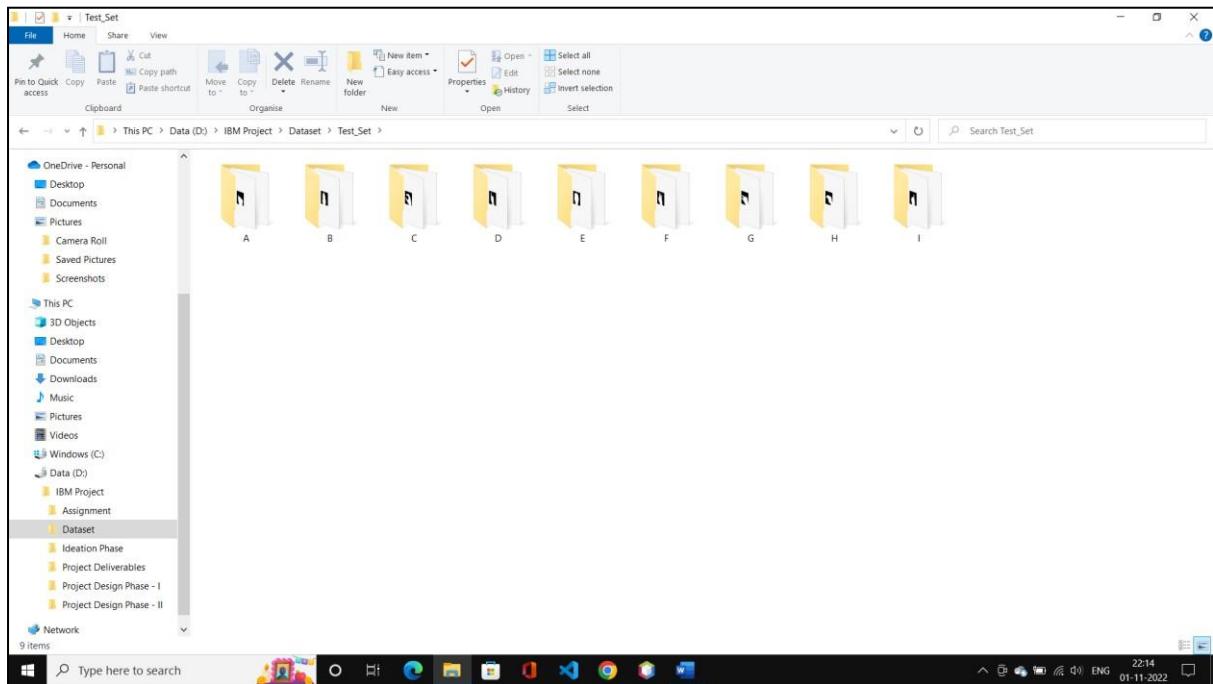 Test_Set
File Home Share View
Pin to Quick access
Copy
Paste
Cut
Copy path
Paste shortcut
Clipboard
Move to
Copy to
Delete
Rename
Organise
New folder
New item
Easy access
New
Properties
Open
Edit
History
Open
Select all
Select none
Invert selection
Select
This PC > Data (D:) > IBM Project > Dataset > Test_Set >
Search Test_Set
OneDrive - Personal
Desktop
Documents
Pictures
Camera Roll
Saved Pictures
Screenshots
This PC
3D Objects
Desktop
Documents
Downloads
Music
Pictures
Videos
Windows (C:)
Data (D:)
IBM Project
Assignment
Dataset
Ideation Phase
Project Deliverables
Project Design Phase - I
Project Design Phase - II
Network
A B C D E F G H I
9 items
Type here to search
ENG
22:14
01-11-2022